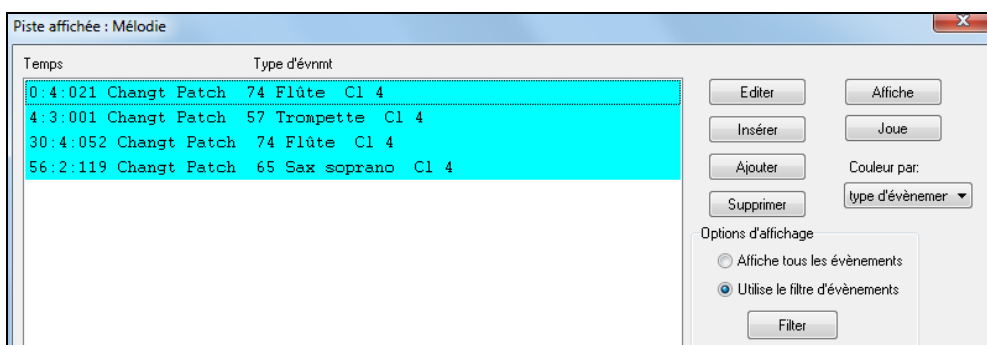 Piste affichée : Mélodie
Temps Type d'évnmt
0:4:021 Changt Patch 74 Flûte Cl 4
4:3:001 Changt Patch 57 Trompette Cl 4
30:4:052 Changt Patch 74 Flûte Cl 4
56:2:119 Changt Patch 65 Sax soprano Cl 4
Editer Affiche
Insérer Joue
Ajouter Couleur par:
Supprimer type d'évènemer
Options d'affichage
Affiche tous les évènements
Utilise le filtre d'évènements
Filter